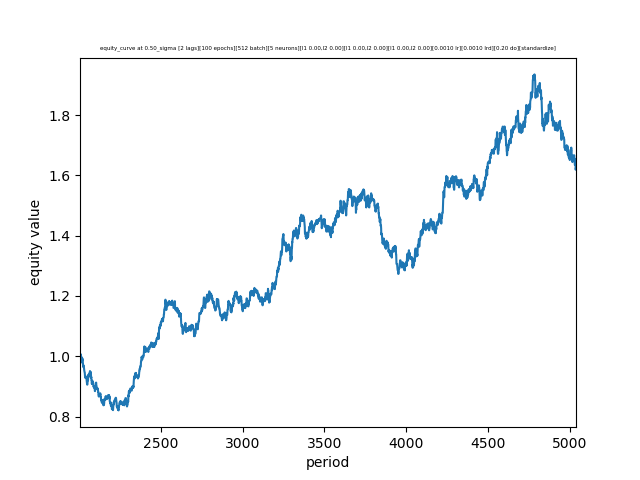 equity_curve at 0.50_sigma [2 lags][100 epochs][512 batch][5 neurons][l1 0.00,l2 0.00][l1 0.00,l2 0.00][l1 0.00,l2 0.00][0.0010 lr][0.0010 lrd][0.20 do][standardize]
1.8
1.6
1.4
1.2
1.0
0.8
equity value
2500 3000 3500 4000 4500 5000
period